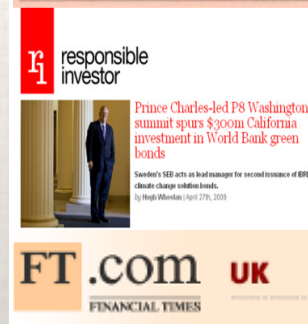 ri
responsible
investor
Prince Charles-led P8 Washington
summit spurs $300m California
investment in World Bank green
bonds
Sweden's SEB acts as lead manager for second issuance of IBRD
climate change solution bonds.
by Hugh Wheelan | April 27th, 2009
FT.com UK
FINANCIAL TIMES